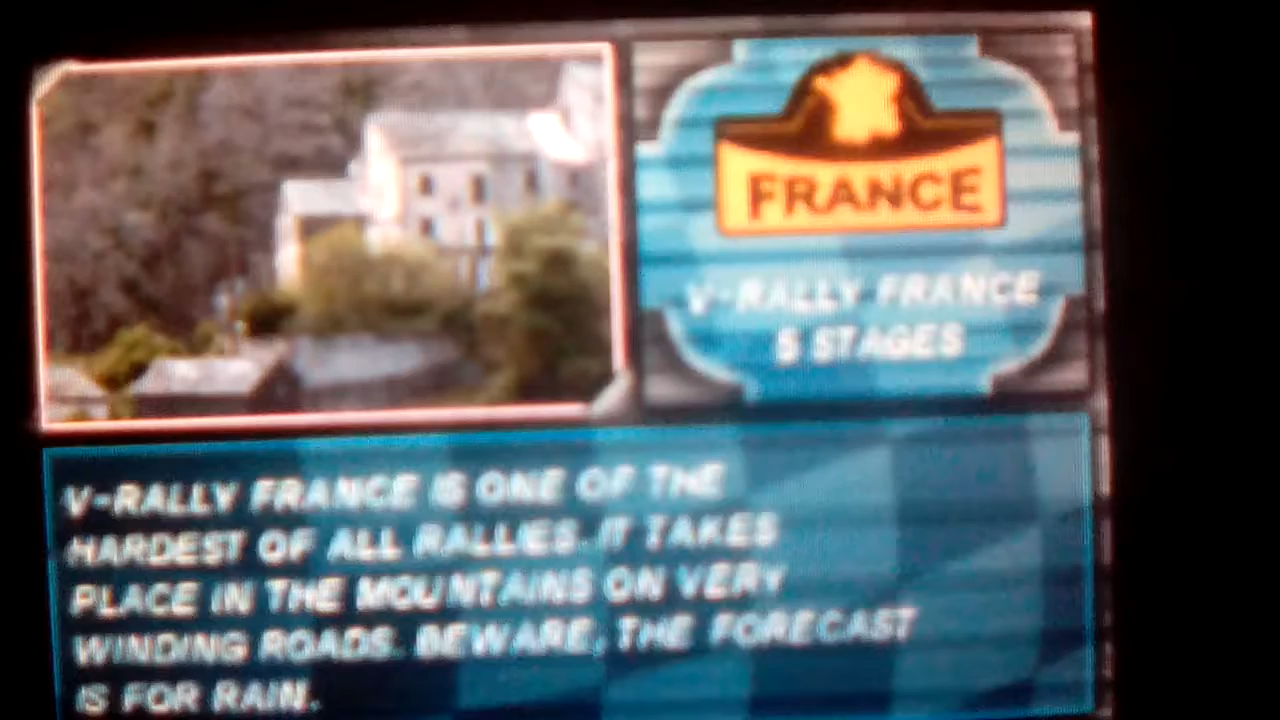 FRANCE
V-RALLY FRANCE
5 STAGES
V-RALLY FRANCE IS ONE OF THE
HARDEST OF ALL RALLIES. IT TAKES
PLACE IN THE MOUNTAINS ON VERY
WINDING ROADS. BEWARE, THE FORECAST
IS FOR RAIN.